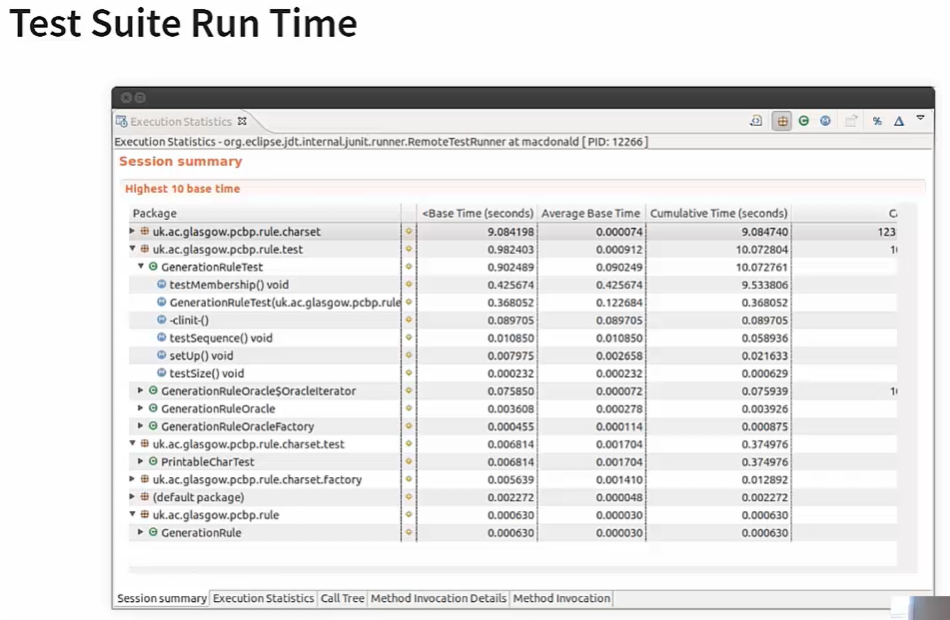 Test Suite Run Time
Execution Statistics
Execution Statistics - org.eclipse.jdt.internal.junit.runner.RemoteTestRunner at macdonald [ PID: 12266 ]
Session summary
Highest 10 base time
Package <Base Time (seconds) Average Base Time Cumulative Time (seconds) C
uk.ac.glasgow.pcbp.rule.charset 9.084198 0.000074 9.084740 123
uk.ac.glasgow.pcbp.rule.test 0.982403 0.000912 10.072804 1
GenerationRuleTest 0.902489 0.090249 10.072761
testMembership() void 0.425674 0.425674 9.533806
GenerationRuleTest(uk.ac.glasgow.pcbp.rule 0.368052 0.122684 0.368052
-clinit-() 0.089705 0.089705 0.089705
testSequence() void 0.010850 0.010850 0.058936
setUp() void 0.007975 0.002658 0.021633
testSize() void 0.000232 0.000232 0.000629
GenerationRuleOracle$OracleIterator 0.075850 0.000072 0.075939 1
GenerationRuleOracle 0.003608 0.000278 0.003926
GenerationRuleOracleFactory 0.000455 0.000114 0.000875
uk.ac.glasgow.pcbp.rule.charset.test 0.006814 0.001704 0.374976
PrintableCharTest 0.006814 0.001704 0.374976
uk.ac.glasgow.pcbp.rule.charset.factory 0.005639 0.001410 0.012892
(default package) 0.002272 0.000048 0.002272
uk.ac.glasgow.pcbp.rule 0.000630 0.000030 0.000630
GenerationRule 0.000630 0.000030 0.000630
Session summary Execution Statistics Call Tree Method Invocation Details Method Invocation